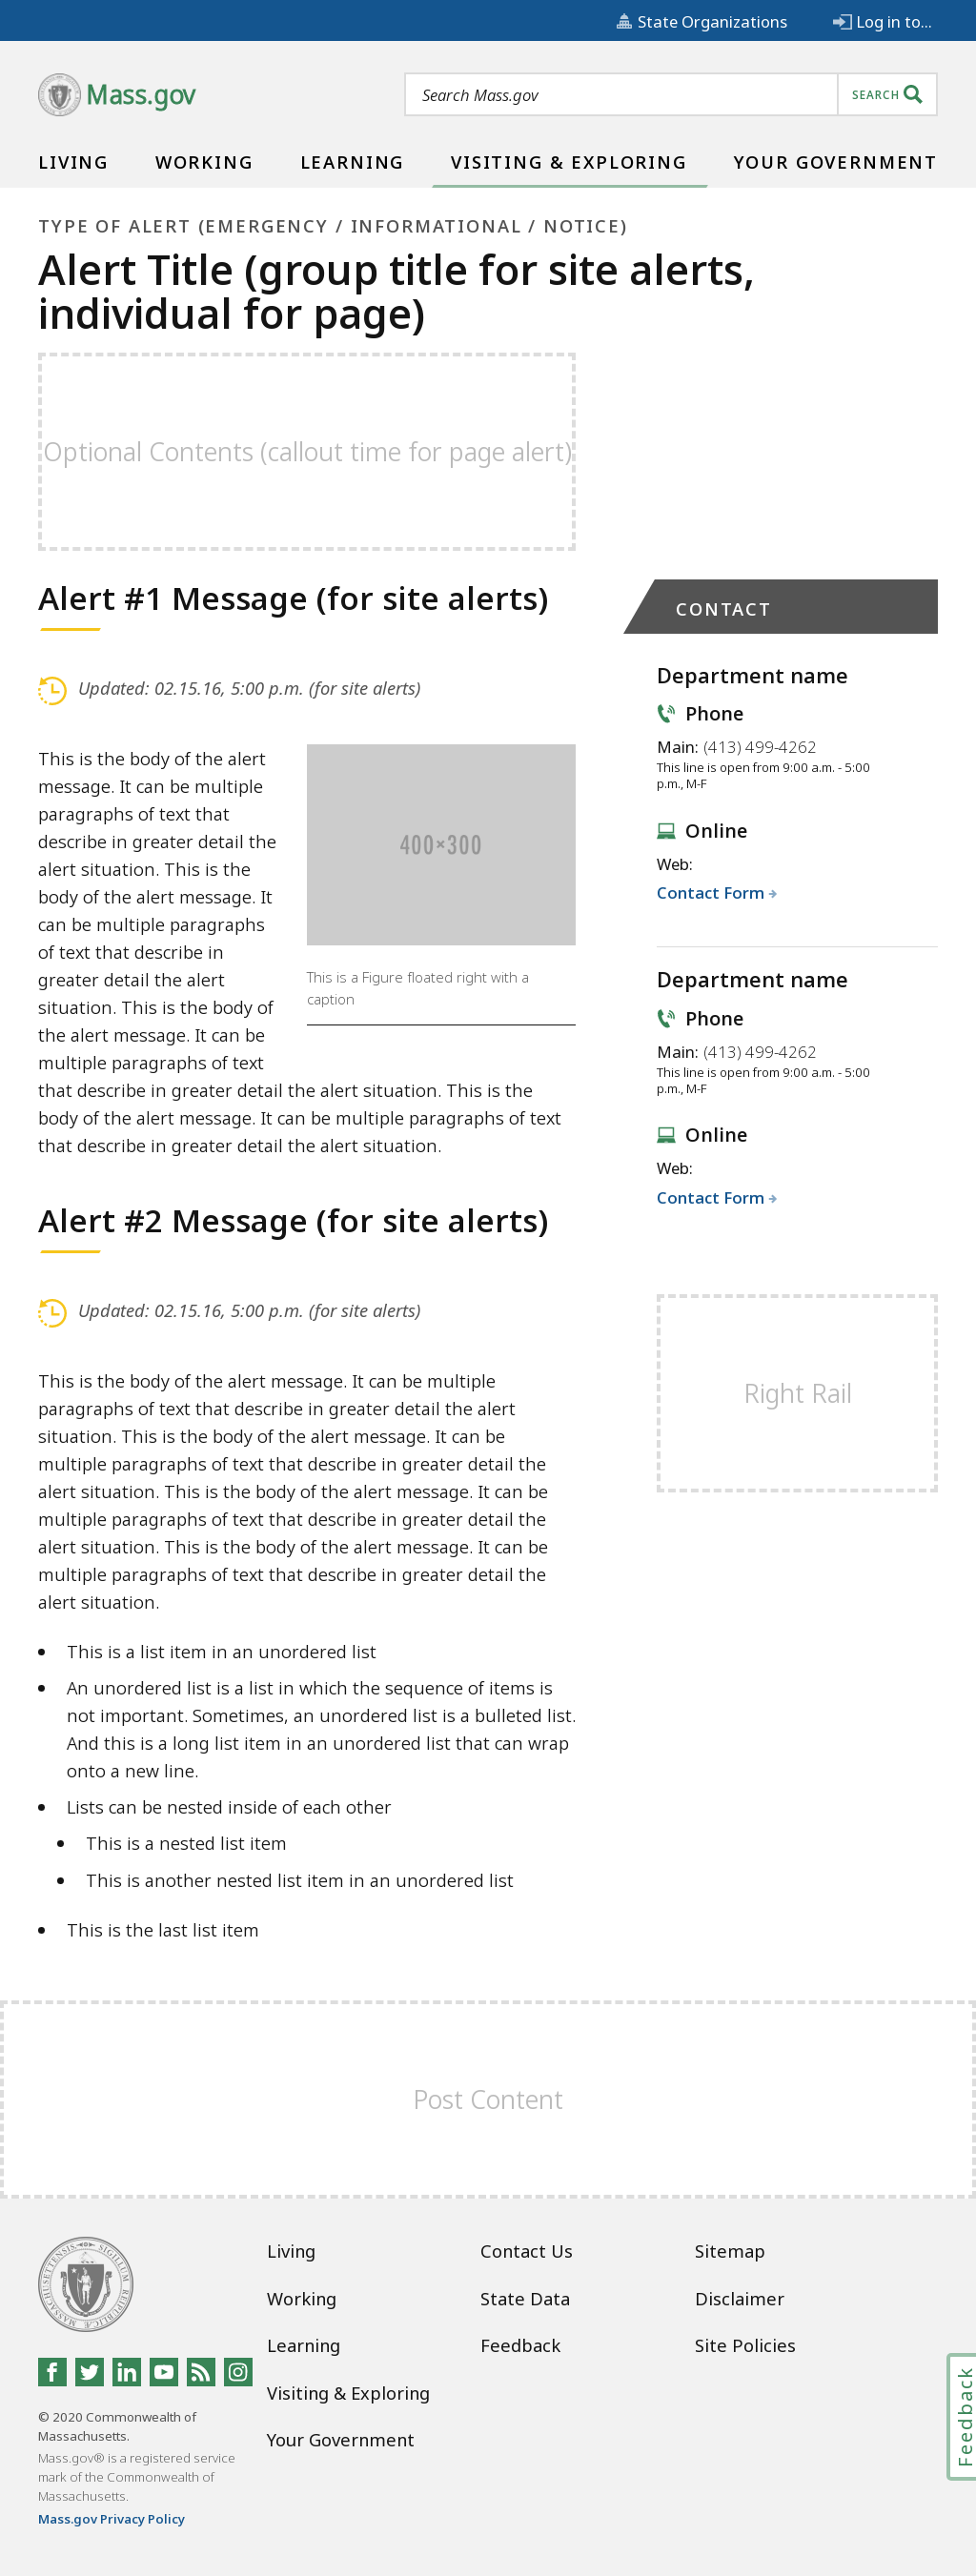 State Organizations
Log in to...
Mass.gov
Search Mass.gov
SEARCH
LIVING
WORKING
LEARNING
VISITING & EXPLORING
YOUR GOVERNMENT
TYPE OF ALERT (EMERGENCY / INFORMATIONAL / NOTICE)
Alert Title (group title for site alerts,
individual for page)
Optional Contents (callout time for page alert)
Alert #1 Message (for site alerts)
Updated: 02.15.16, 5:00 p.m. (for site alerts)
This is the body of the alert
message. It can be multiple
paragraphs of text that
describe in greater detail the
alert situation. This is the
body of the alert message. It
can be multiple paragraphs
of text that describe in
greater detail the alert
situation. This is the body of
the alert message. It can be
multiple paragraphs of text
that describe in greater detail the alert situation. This is the
body of the alert message. It can be multiple paragraphs of text
that describe in greater detail the alert situation.
400×300
This is a Figure floated right with a
caption
Alert #2 Message (for site alerts)
Updated: 02.15.16, 5:00 p.m. (for site alerts)
This is the body of the alert message. It can be multiple
paragraphs of text that describe in greater detail the alert
situation. This is the body of the alert message. It can be
multiple paragraphs of text that describe in greater detail the
alert situation. This is the body of the alert message. It can be
multiple paragraphs of text that describe in greater detail the
alert situation. This is the body of the alert message. It can be
multiple paragraphs of text that describe in greater detail the
alert situation.
This is a list item in an unordered list
An unordered list is a list in which the sequence of items is
not important. Sometimes, an unordered list is a bulleted list.
And this is a long list item in an unordered list that can wrap
onto a new line.
Lists can be nested inside of each other
This is a nested list item
This is another nested list item in an unordered list
This is the last list item
CONTACT
Department name
Phone
Main: (413) 499-4262
This line is open from 9:00 a.m. - 5:00
p.m., M-F
Online
Web:
Contact Form
Department name
Phone
Main: (413) 499-4262
This line is open from 9:00 a.m. - 5:00
p.m., M-F
Online
Web:
Contact Form
Right Rail
Post Content
Living
Working
Learning
Visiting & Exploring
Your Government
Contact Us
State Data
Feedback
Sitemap
Disclaimer
Site Policies
© 2020 Commonwealth of
Massachusetts.
Mass.gov® is a registered service
mark of the Commonwealth of
Massachusetts.
Mass.gov Privacy Policy
Feedback